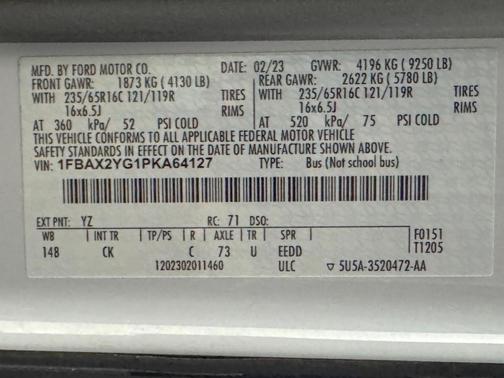 MFD. BY FORD MOTOR CO. 02/23 GVWR: 4196 KG ( 9250 LB)
FRONT GAWR: 1873 KG ( 4130 LB) REAR GAWR: 2622 KG ( 5780 LB)
WITH 235/65R16C 121/119R TIRES WITH 235/65R16C 121/119R TIRES
16x6.5J RIMS 16x6.5J RIMS
AT 360 kPa/ 52 PSI COLD AT 520 kPa/ 75 PSI COLD
THIS VEHICLE CONFORMS TO ALL APPLICABLE FEDERAL MOTOR VEHICLE
SAFETY STANDARDS IN EFFECT ON THE DATE OF MANUFACTURE SHOWN ABOVE.
VIN: 1FBAX2YG1PKA64127 TYPE: Bus (Not school bus)
EXT PNT: YZ RC: 71 DSO:
WB INT TR TP/PS R AXLE TR SPR F0151
148 CK C 73 U EEDD T1205
1202302011460 ULC ▽ 5U5A-3520472-AA